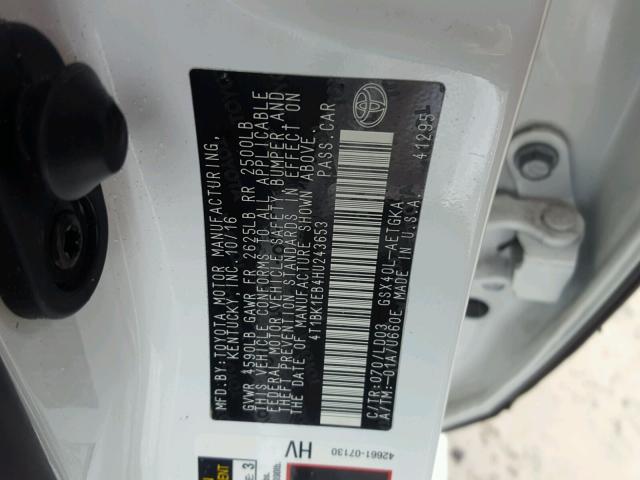 MFD. BY: TOYOTA MOTOR MANUFACTURING,
KENTUCKY, INC. 10/16
GVWR 4590LB GAWR FR 2625LB RR 2500LB
THIS VEHICLE CONFORMS TO ALL APPLICABLE
FEDERAL MOTOR VEHICLE SAFETY, BUMPER AND
THEFT PREVENTION STANDARDS IN EFFECT ON
THE DATE OF MANUFACTURE SHOWN ABOVE.
4T1BK1EB4HU243653 PASS. CAR
C/TR: 070/LD03 GSX40L-AETGKA
A/TM: -01A/U660E MADE IN U.S.A.
41295
42661-07130
HV
3